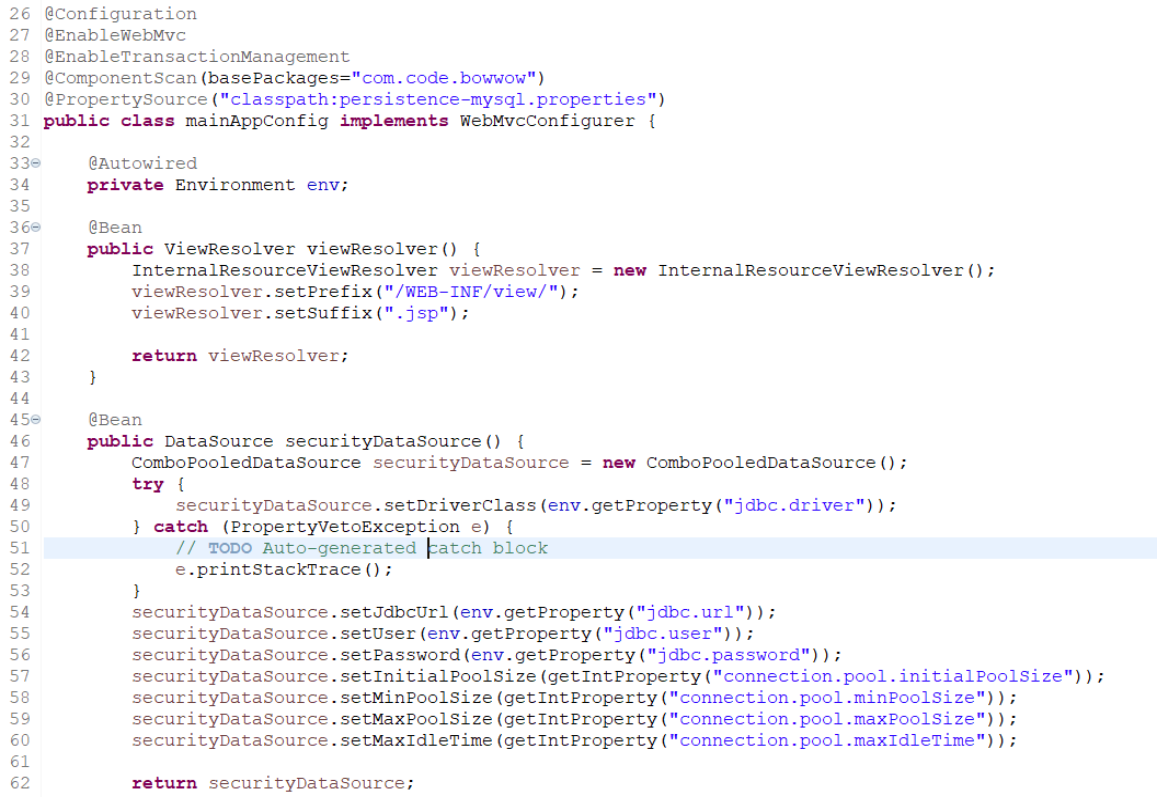 26 @Configuration
27 @EnableWebMvc
28 @EnableTransactionManagement
29 @ComponentScan(basePackages="com.code.bowwow")
30 @PropertySource("classpath:persistence-mysql.properties")
31 public class mainAppConfig implements WebMvcConfigurer {
32
33 @Autowired
34 private Environment env;
35
36 @Bean
37 public ViewResolver viewResolver() {
38 InternalResourceViewResolver viewResolver = new InternalResourceViewResolver();
39 viewResolver.setPrefix("/WEB-INF/view/");
40 viewResolver.setSuffix(".jsp");
41
42 return viewResolver;
43 }
44
45 @Bean
46 public DataSource securityDataSource() {
47 ComboPooledDataSource securityDataSource = new ComboPooledDataSource();
48 try {
49 securityDataSource.setDriverClass(env.getProperty("jdbc.driver"));
50 } catch (PropertyVetoException e) {
51 // TODO Auto-generated catch block
52 e.printStackTrace();
53 }
54 securityDataSource.setJdbcUrl(env.getProperty("jdbc.url"));
55 securityDataSource.setUser(env.getProperty("jdbc.user"));
56 securityDataSource.setPassword(env.getProperty("jdbc.password"));
57 securityDataSource.setInitialPoolSize(getIntProperty("connection.pool.initialPoolSize"));
58 securityDataSource.setMinPoolSize(getIntProperty("connection.pool.minPoolSize"));
59 securityDataSource.setMaxPoolSize(getIntProperty("connection.pool.maxPoolSize"));
60 securityDataSource.setMaxIdleTime(getIntProperty("connection.pool.maxIdleTime"));
61
62 return securityDataSource;